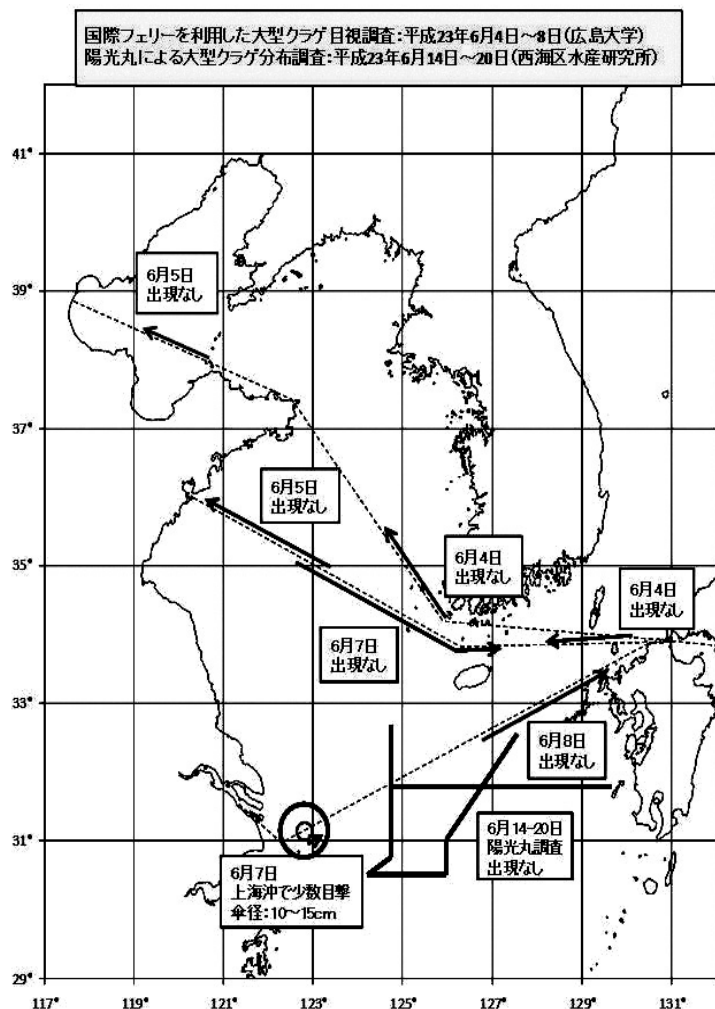 国際フェリーを利用した大型クラゲ目視調査:平成23年6月4日～8日(広島大学)
陽光丸による大型クラゲ分布調査:平成23年6月14日～20日(西海区水産研究所)
41°
39°
37°
35°
33°
31°
29°
6月5日
出現なし
6月5日
出現なし
6月4日
出現なし
6月4日
出現なし
6月7日
出現なし
6月8日
出現なし
6月14-20日
陽光丸調査
出現なし
6月7日
上海沖で少数目撃
傘径:10～15cm
117°
119°
121°
123°
125°
127°
129°
131°